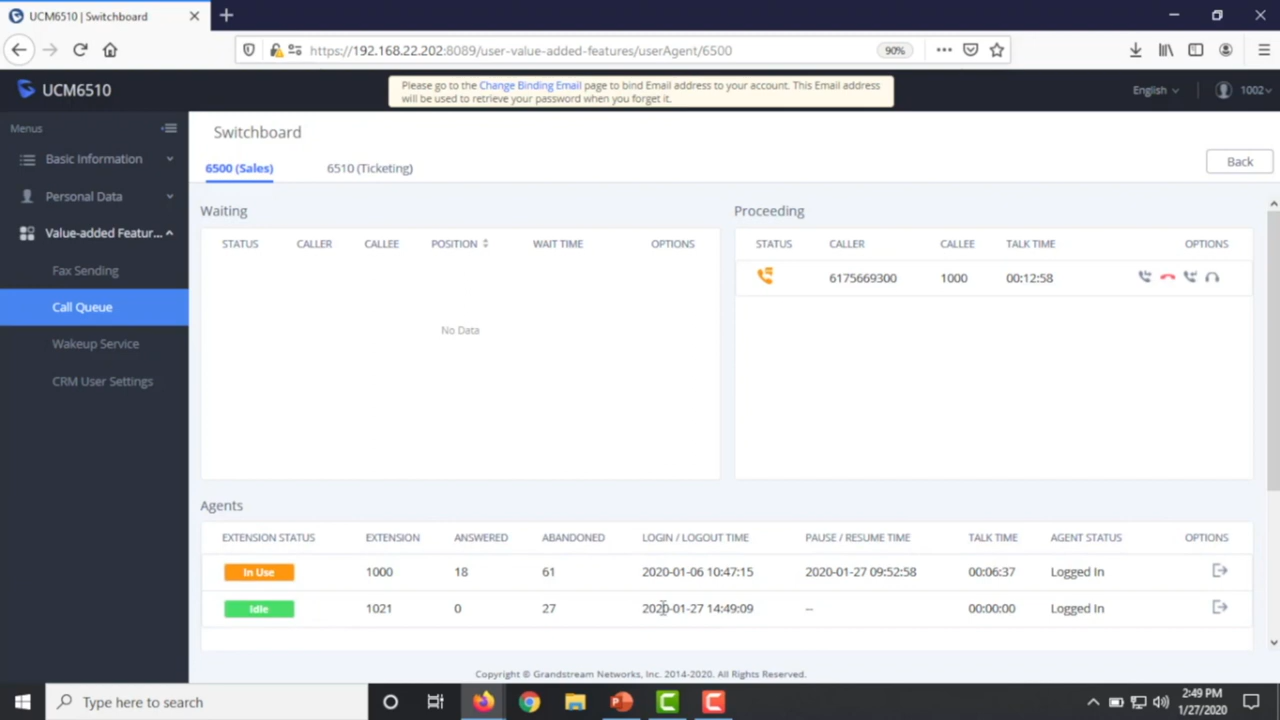 UCM6510 | Switchboard
https://192.168.22.202:8089/user-value-added-features/userAgent/6500
90%
UCM6510
Please go to the Change Binding Email page to bind Email address to your account. This Email address
will be used to retrieve your password when you forget it.
English
1002
Menus
Basic Information
Personal Data
Value-added Featur...
Fax Sending
Call Queue
Wakeup Service
CRM User Settings
Switchboard
6500 (Sales)
6510 (Ticketing)
Back
Waiting
STATUS CALLER CALLEE POSITION WAIT TIME OPTIONS
No Data
Proceeding
STATUS CALLER CALLEE TALK TIME OPTIONS
6175669300 1000 00:12:58
Agents
EXTENSION STATUS EXTENSION ANSWERED ABANDONED LOGIN / LOGOUT TIME PAUSE / RESUME TIME TALK TIME AGENT STATUS OPTIONS
In Use 1000 18 61 2020-01-06 10:47:15 2020-01-27 09:52:58 00:06:37 Logged In
Idle 1021 0 27 2020-01-27 14:49:09 -- 00:00:00 Logged In
Copyright © Grandstream Networks, Inc. 2014-2020. All Rights Reserved.
Type here to search
2:49 PM
1/27/2020